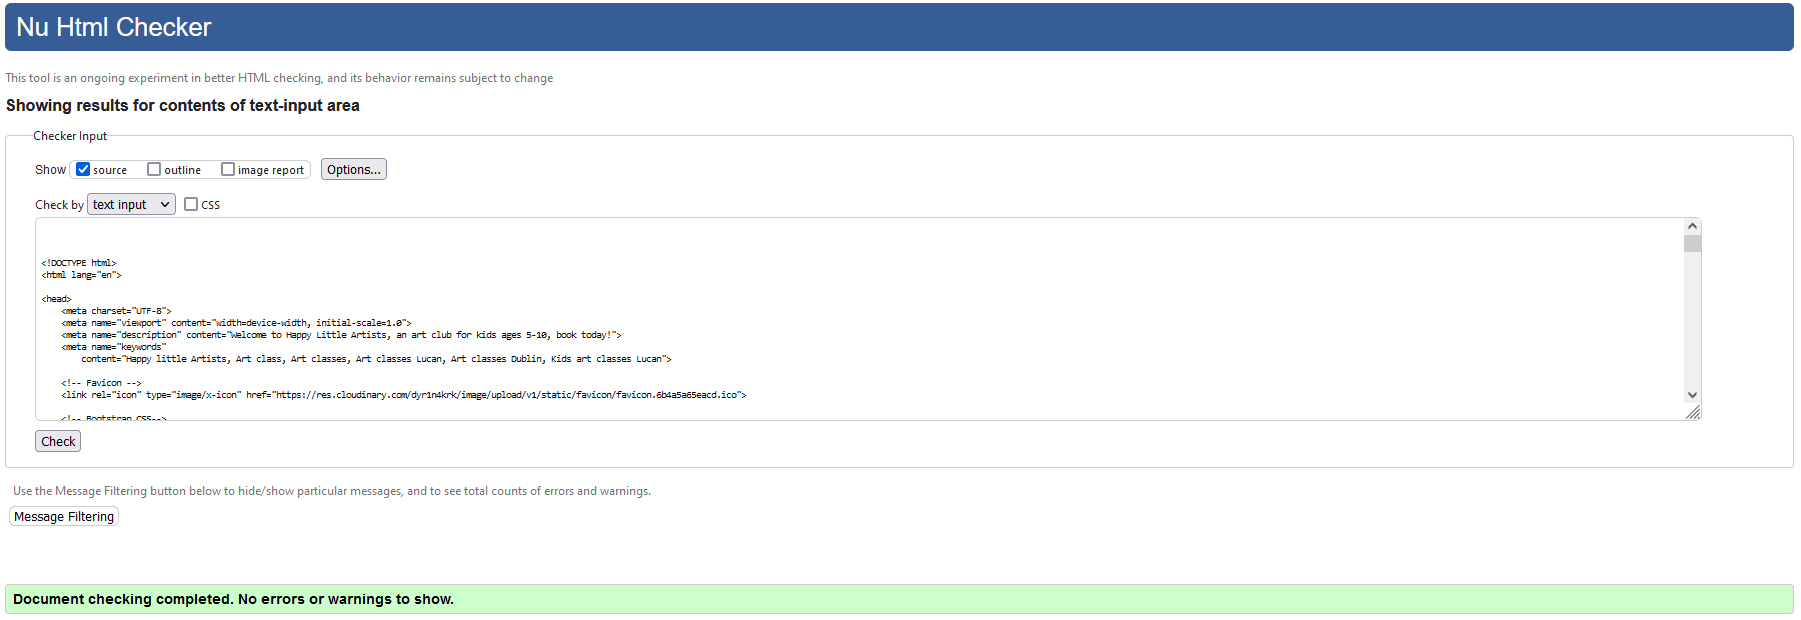 Nu Html Checker
This tool is an ongoing experiment in better HTML checking, and its behavior remains subject to change
Showing results for contents of text-input area
Checker Input
Show source outline image report Options...
Check by text input CSS
<!DOCTYPE html>
<html lang="en">
<head>
<meta charset="UTF-8">
<meta name="viewport" content="width=device-width, initial-scale=1.0">
<meta name="description" content="Welcome to Happy Little Artists, an art club for kids ages 5-10, book today!">
<meta name="keywords"
content="Happy little Artists, Art class, Art classes, Art classes Lucan, Art classes Dublin, Kids art classes Lucan">
<!-- Favicon -->
<link rel="icon" type="image/x-icon" href="https://res.cloudinary.com/dyr1n4krk/image/upload/v1/static/favicon/favicon.6b4a5a65eacd.ico">
<!-- Bootstrap CSS-->
Check
Use the Message Filtering button below to hide/show particular messages, and to see total counts of errors and warnings.
Message Filtering
Document checking completed. No errors or warnings to show.